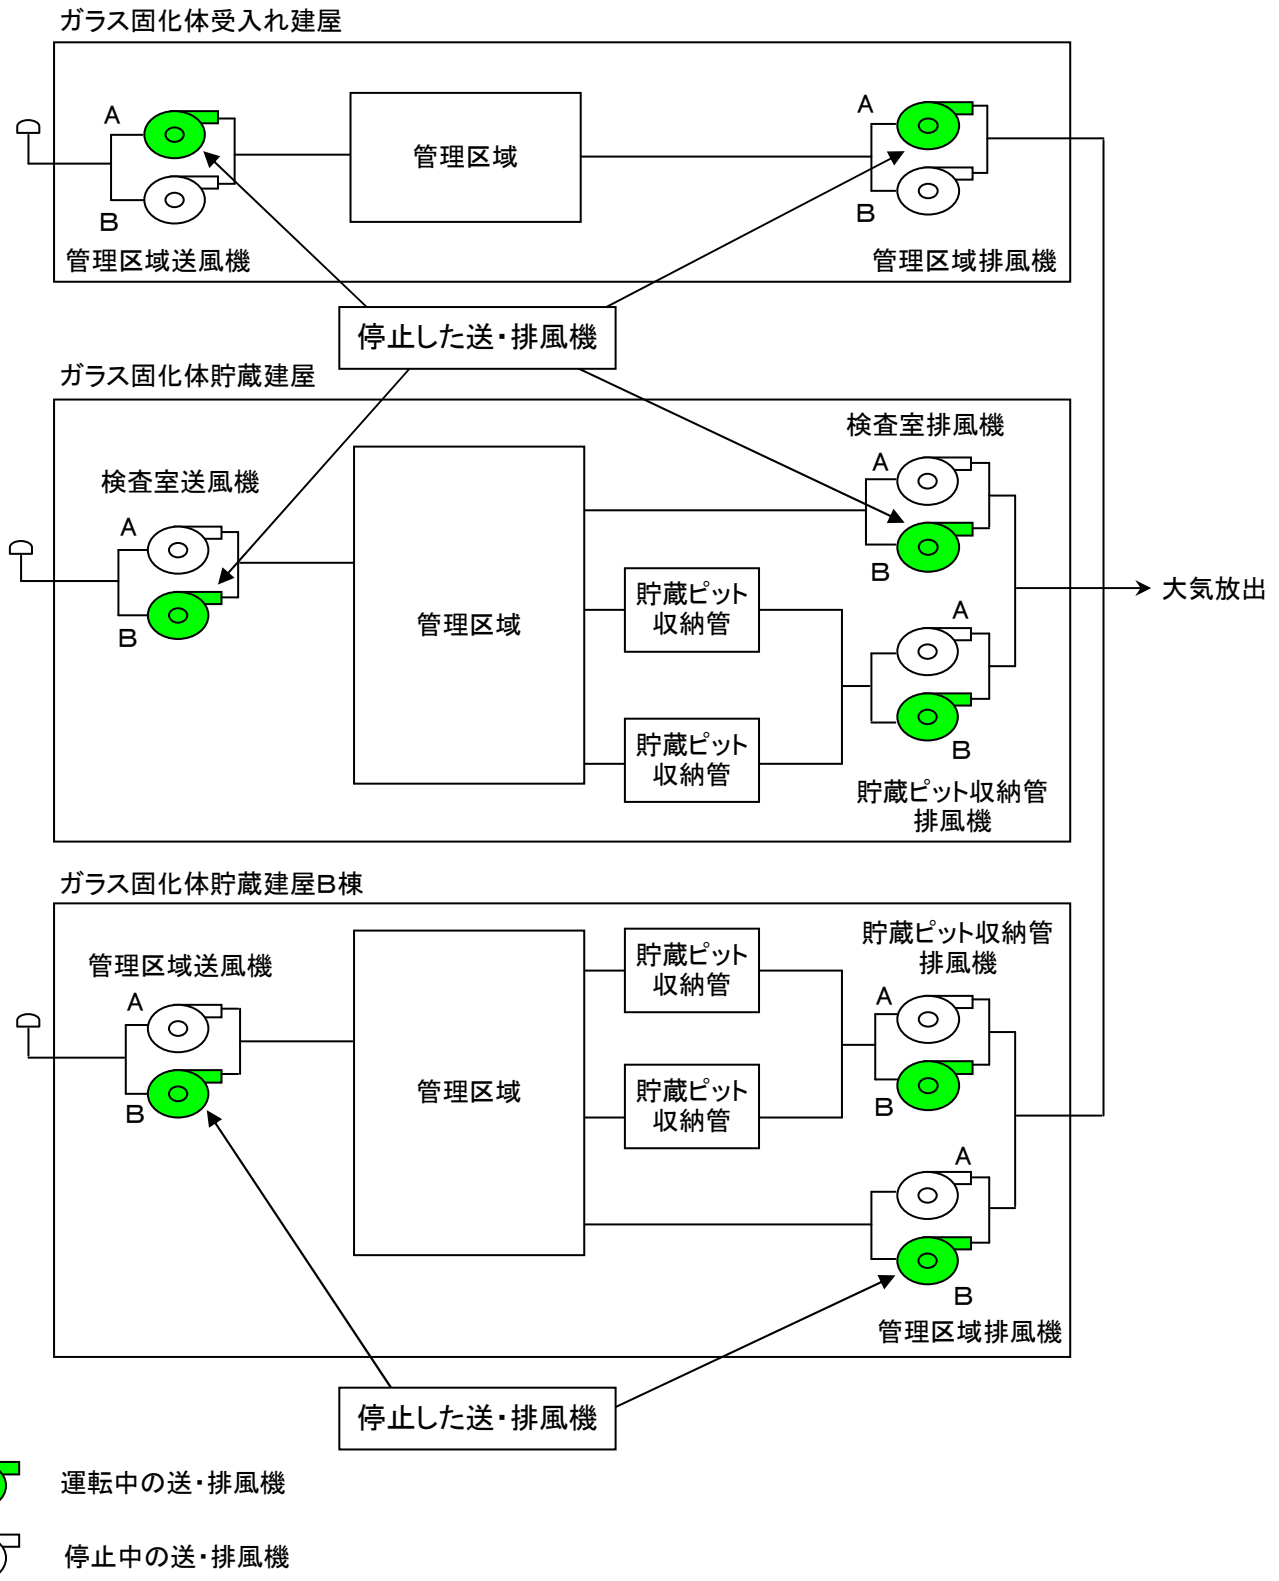 ガラス固化体受入れ建屋
A
A
管理区域
B
B
管理区域送風機
管理区域排風機
停止した送・排風機
ガラス固化体貯蔵建屋
検査室排風機
A
検査室送風機
A
B
貯蔵ピット
収納管
大気放出
A
管理区域
B
貯蔵ピット
収納管
B
貯蔵ピット収納管
排風機
ガラス固化体貯蔵建屋B棟
貯蔵ピット収納管
排風機
貯蔵ピット
収納管
管理区域送風機
A
A
管理区域
貯蔵ピット
収納管
B
B
A
B
管理区域排風機
停止した送・排風機
運転中の送・排風機
停止中の送・排風機